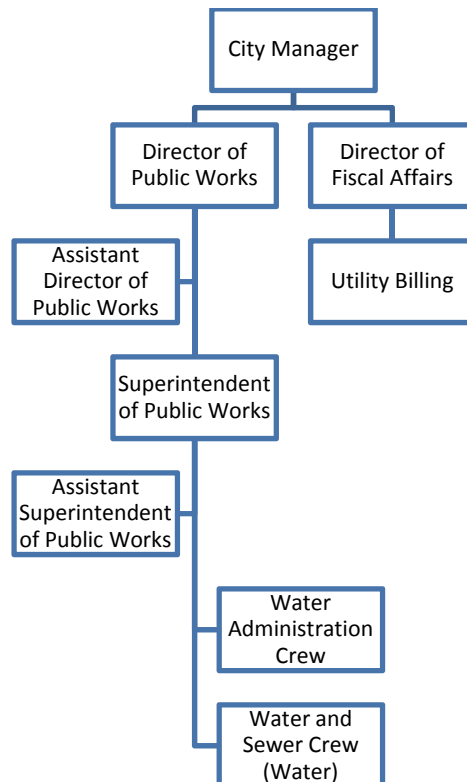 City Manager
Director of
Public Works
Director of
Fiscal Affairs
Assistant
Director of
Public Works
Utility Billing
Superintendent
of Public Works
Assistant
Superintendent
of Public Works
Water
Administration
Crew
Water and
Sewer Crew
(Water)